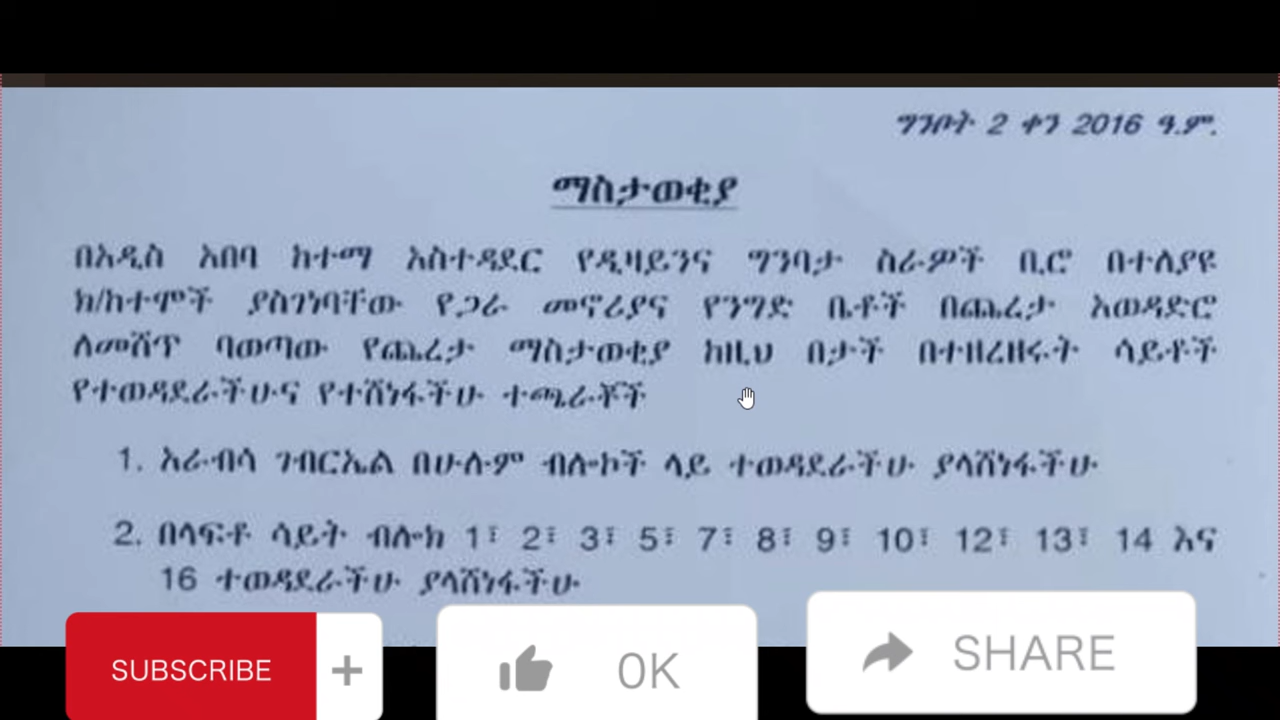 ግንቦት 2 ቀን 2016 ዓ.ም.
ማስታወቂያ
በአዲስ አበባ ከተማ አስተዳደር የዲዛይንና ግንባታ ስራዎች ቢሮ በተለያዩ
ክ/ከተሞች ያስገነባቸው የጋራ መኖሪያና የንግድ ቤቶች በጨረታ አወዳድሮ
ለመሸጥ ባወጣው የጨረታ ማስታወቂያ ከዚህ በታች በተዘረዘሩት ሳይቶች
የተወዳደራችሁና የተሸነፋችሁ ተጫራቾች
1. አራብሳ ገብርኤል በሁሉም ብሎኮች ላይ ተወዳደራችሁ ያላሸነፋችሁ
2. በላፍቶ ሳይት ብሎክ 1፣ 2፣ 3፣ 5፣ 7፣ 8፣ 9፣ 10፣ 12፣ 13፣ 14 እና
16 ተወዳደራችሁ ያላሸነፋችሁ
SUBSCRIBE + 0K SHARE